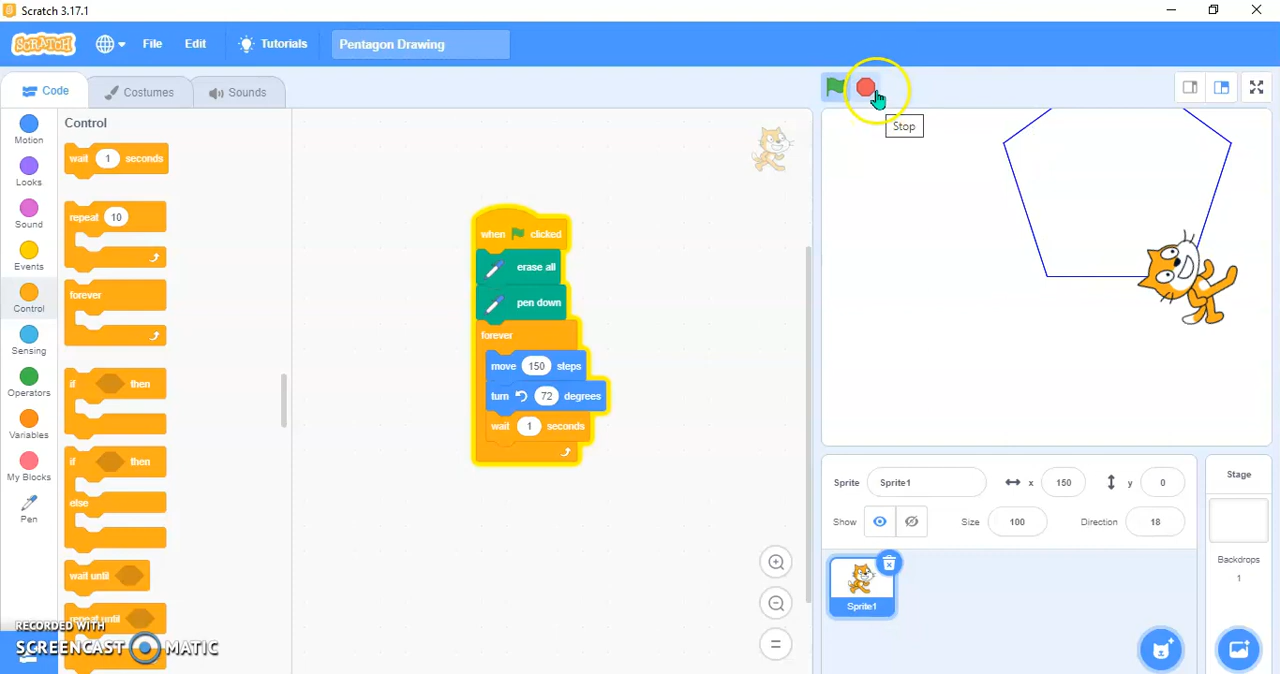 Scratch 3.17.1
SCRATCH File Edit Tutorials Pentagon Drawing
Code Costumes Sounds
Stop
Motion
Looks
Sound
Events
Control
Sensing
Operators
Variables
My Blocks
Pen
Control
wait 1 seconds
repeat 10
forever
if then
if then
else
wait until
repeat until
when clicked
erase all
pen down
forever
move 150 steps
turn 72 degrees
wait 1 seconds
Sprite Sprite1 x 150 y 0
Show Size 100 Direction 18
Sprite1
Stage
Backdrops
1
RECORDED WITH
SCREENCAST MATIC